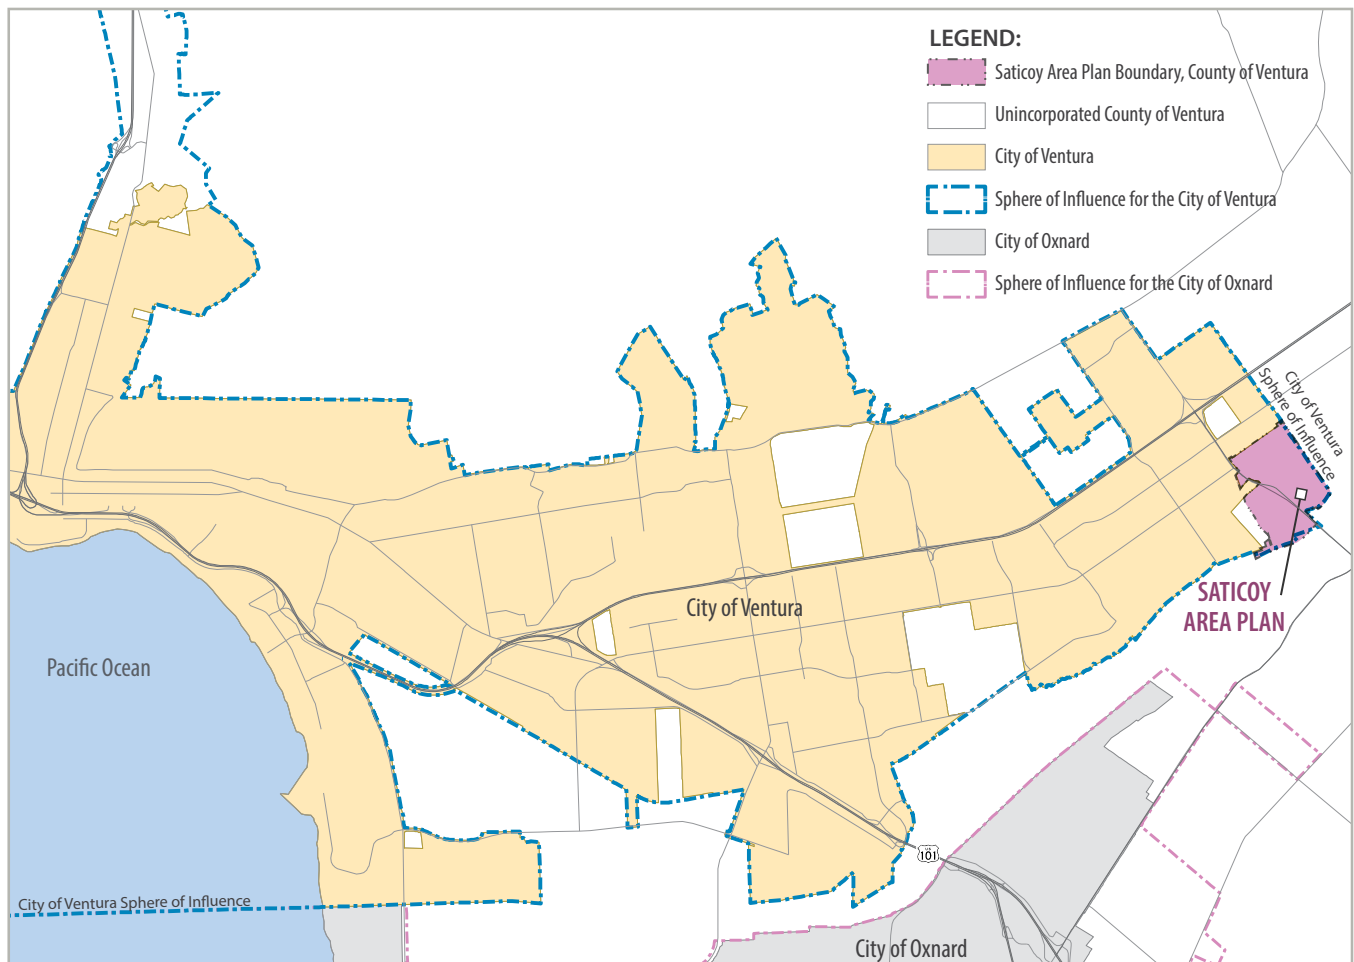 LEGEND:
Saticoy Area Plan Boundary, County of Ventura
Unincorporated County of Ventura
City of Ventura
Sphere of Influence for the City of Ventura
City of Oxnard
Sphere of Influence for the City of Oxnard
City of Ventura
Sphere of Influence
SATICOY
AREA PLAN
City of Ventura
Pacific Ocean
U.S.
101
City of Ventura Sphere of Influence
City of Oxnard